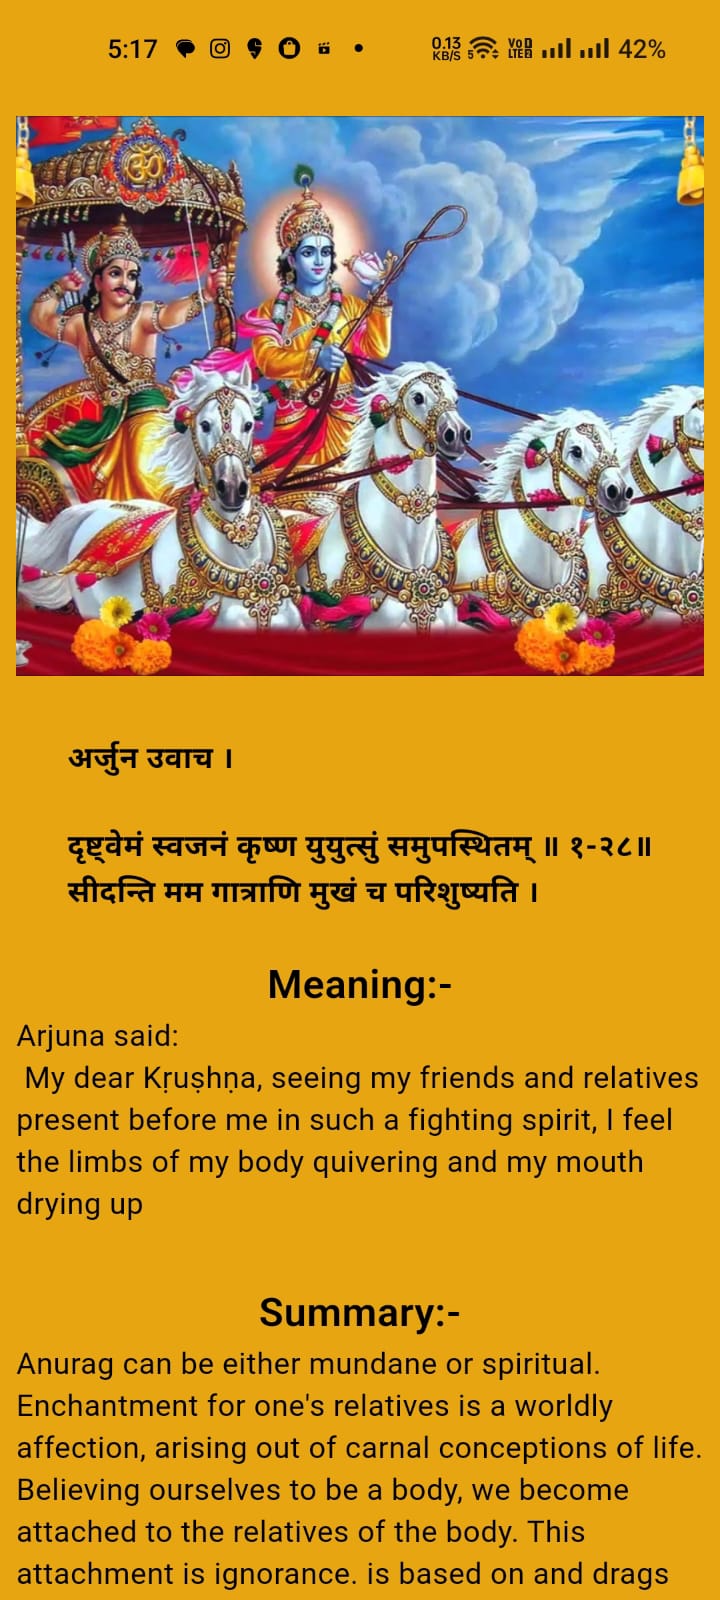 5:17
0.13 KB/S
5
VoD LTE
42%
ॐ
अर्जुन उवाच ।
दृष्ट्वेमं स्वजनं कृष्ण युयुत्सुं समुपस्थितम् ॥ १-२८॥
सीदन्ति मम गात्राणि मुखं च परिशुष्यति ।
Meaning:-
Arjuna said:
My dear Kṛuṣhṇa, seeing my friends and relatives
present before me in such a fighting spirit, I feel
the limbs of my body quivering and my mouth
drying up
Summary:-
Anurag can be either mundane or spiritual.
Enchantment for one's relatives is a worldly
affection, arising out of carnal conceptions of life.
Believing ourselves to be a body, we become
attached to the relatives of the body. This
attachment is ignorance. is based on and drags